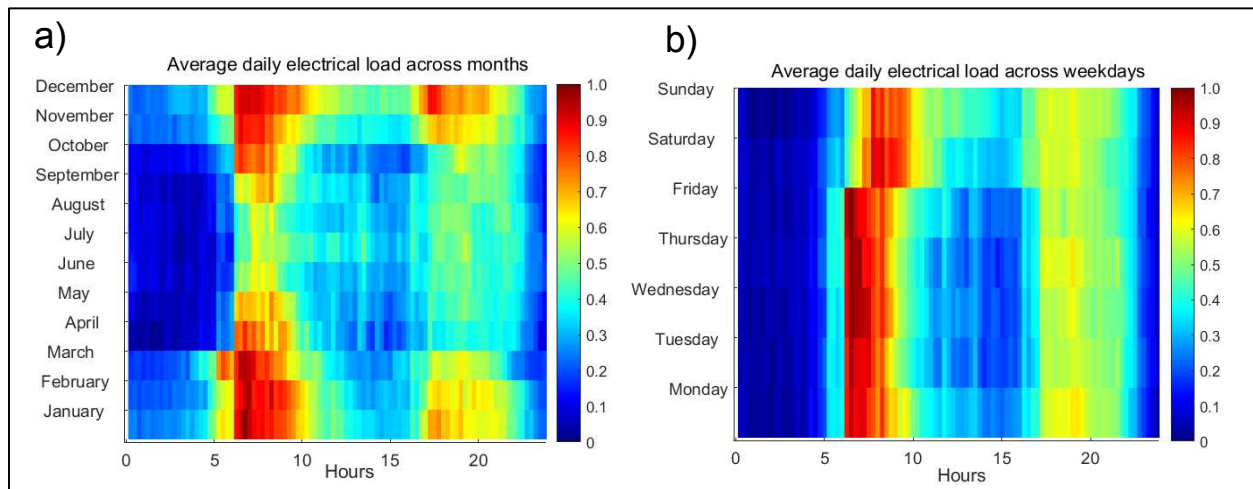 a)
Average daily electrical load across months
December
November
October
September
August
July
June
May
April
March
February
January
0 5 10 15 20
Hours
1.0
0.9
0.8
0.7
0.6
0.5
0.4
0.3
0.2
0.1
0
b)
Average daily electrical load across weekdays
Sunday
Saturday
Friday
Thursday
Wednesday
Tuesday
Monday
0 5 10 15 20
Hours
1.0
0.9
0.8
0.7
0.6
0.5
0.4
0.3
0.2
0.1
0